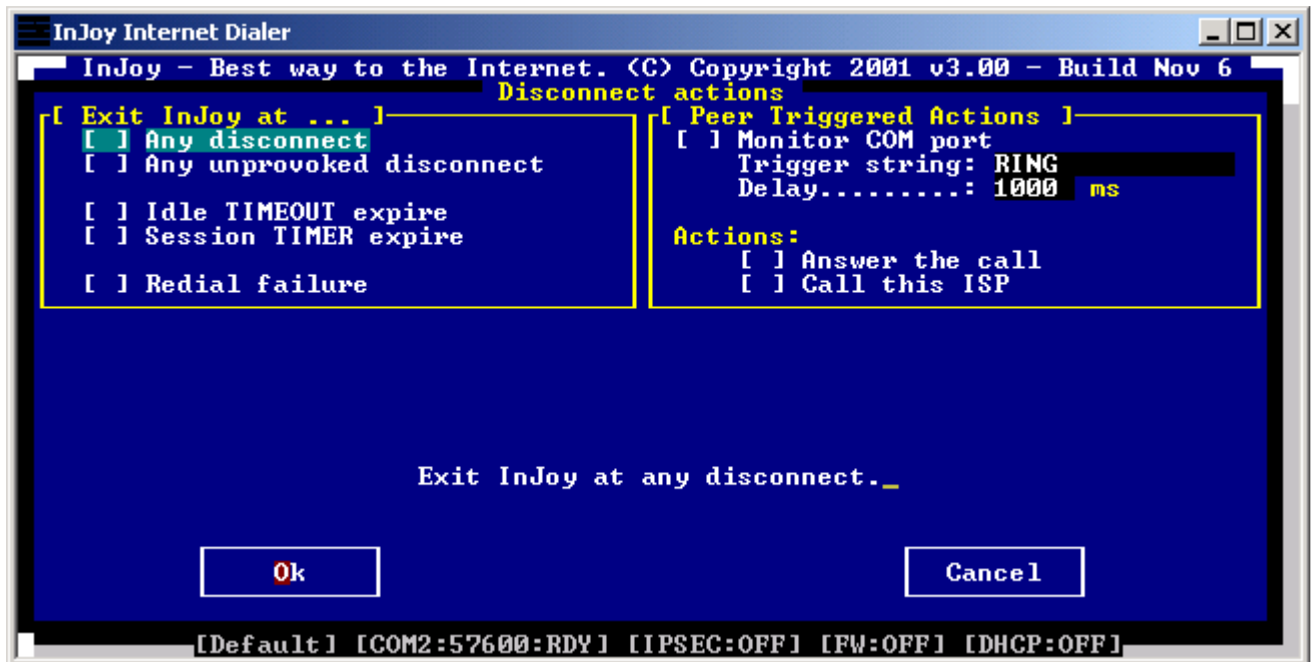 InJoy Internet Dialer
InJoy - Best way to the Internet. (C) Copyright 2001 v3.00 - Build Nov 6
Disconnect actions
[ Exit InJoy at ... ]
[ ] Any disconnect
[ ] Any unprovoked disconnect
[ ] Idle TIMEOUT expire
[ ] Session TIMER expire
[ ] Redial failure
[ Peer Triggered Actions ]
[ ] Monitor COM port
Trigger string: RING
Delay.........: 1000 ms
Actions:
[ ] Answer the call
[ ] Call this ISP
Exit InJoy at any disconnect._
Ok
Cancel
[Default] [COM2:57600:RDY] [IPSEC:OFF] [FW:OFF] [DHCP:OFF]